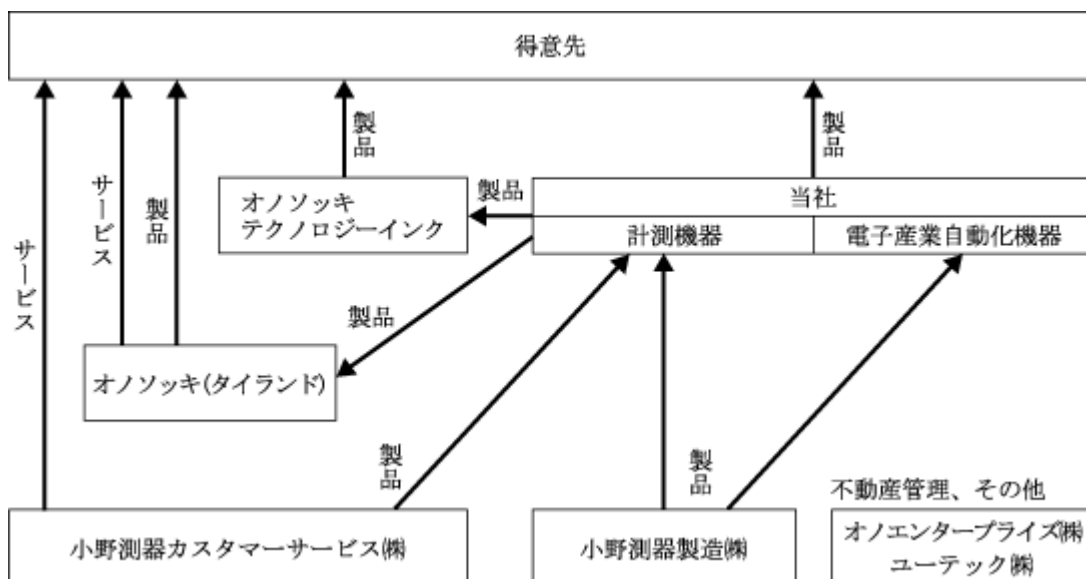 得意先
製品
製品
サービス
製品
サービス
オノソッキ
テクノロジーインク
製品
当社
計測機器
電子産業自動化機器
製品
オノソッキ(タイランド)
製品
製品
不動産管理、その他
小野測器カスタマーサービス㈱
小野測器製造㈱
オノエンタープライズ㈱
ユーテック㈱